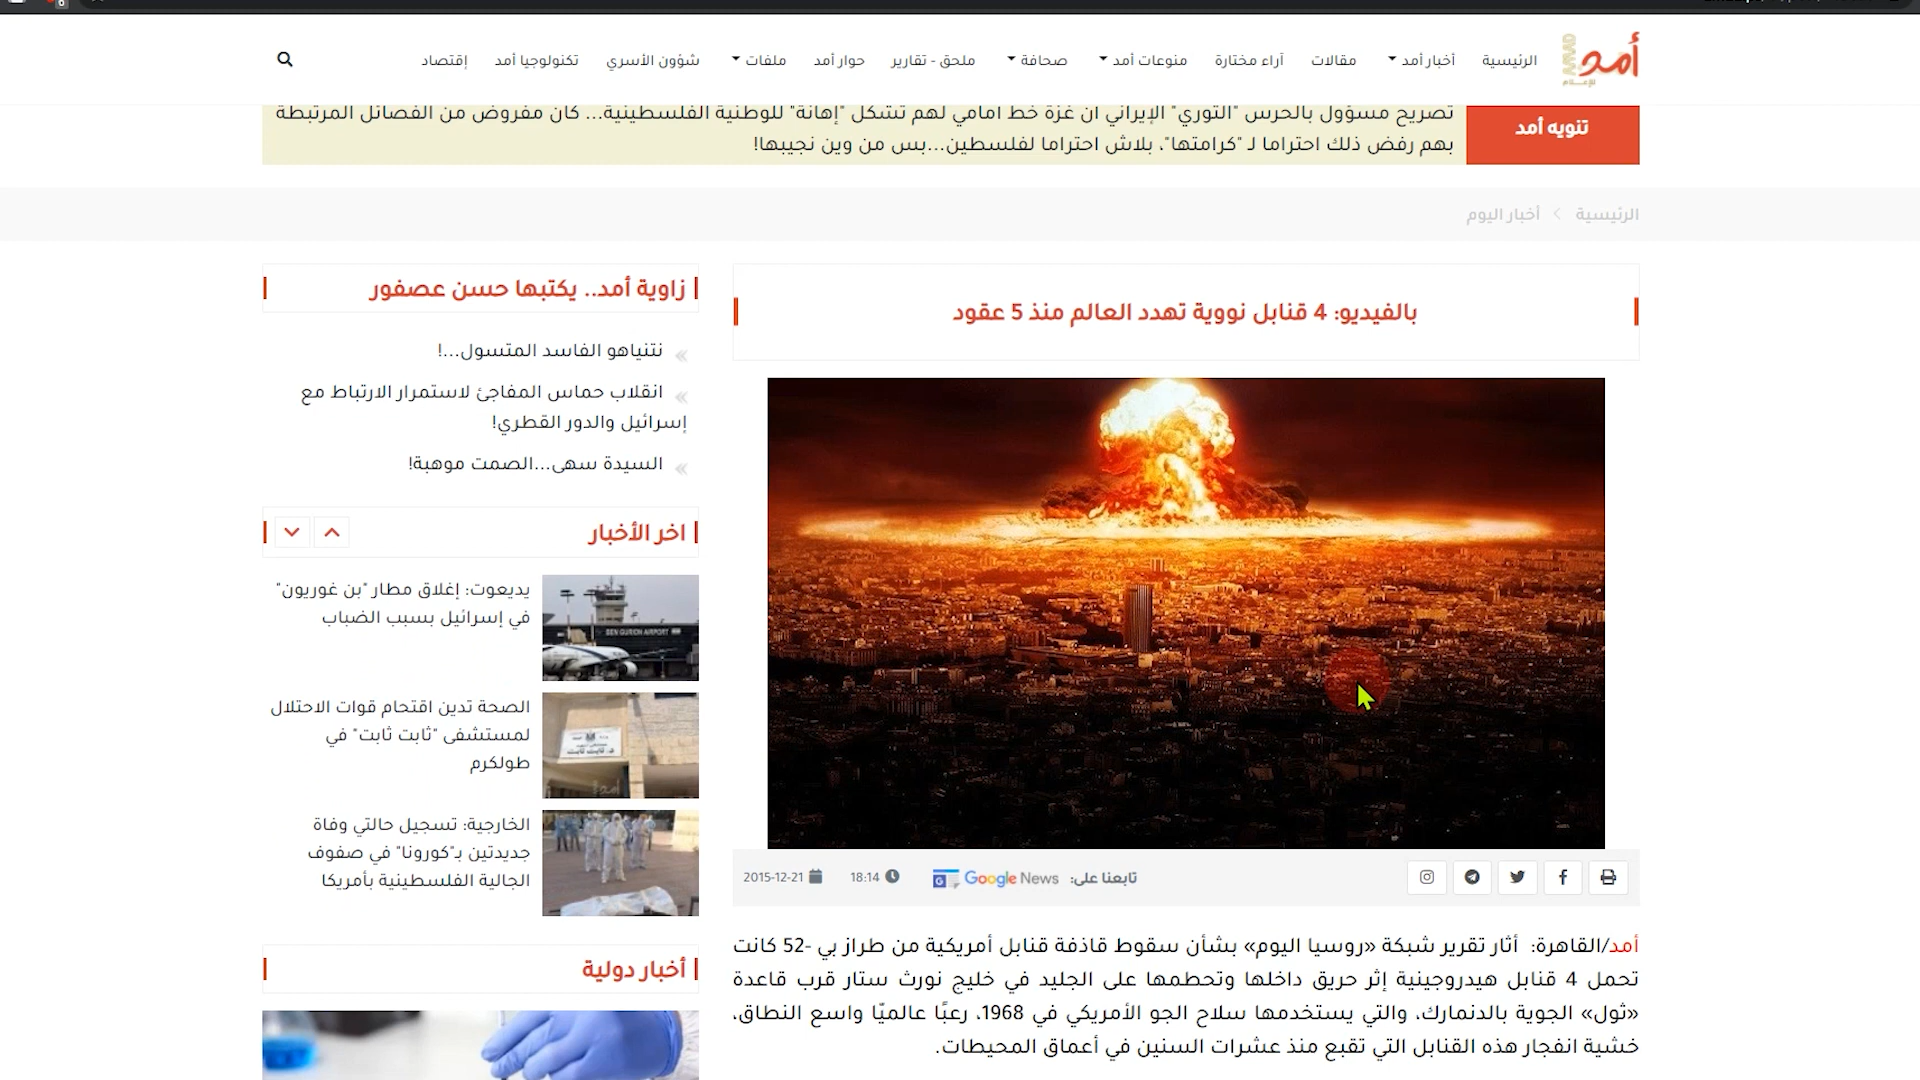 أمد
AMAD
للإعلام
الرئيسية
أخبار أمد
مقالات
آراء مختارة
منوعات أمد
صحافة
ملحق - تقارير
حوار أمد
ملفات
شؤون الأسري
تكنولوجيا أمد
إقتصاد
تنويه أمد
تصريح مسؤول بالحرس "الثوري" الإيراني أن غزة خط أمامي لهم تشكل "إهانة" للوطنية الفلسطينية... كان مفروض من الفصائل المرتبطة
بهم رفض ذلك احتراما لـ "كرامتها"، بلاش احتراما لفلسطين...بس من وين نجيبها!
الرئيسية
أخبار اليوم
بالفيديو: 4 قنابل نووية تهدد العالم منذ 5 عقود
2015-12-21
18:14
تابعنا على:
Google News
أمد/القاهرة: أثار تقرير شبكة «روسيا اليوم» بشأن سقوط قاذفة قنابل أمريكية من طراز بي -52 كانت
تحمل 4 قنابل هيدروجينية إثر حريق داخلها وتحطمها على الجليد في خليج نورث ستار قرب قاعدة
«ثول» الجوية بالدنمارك، والتي يستخدمها سلاح الجو الأمريكي في 1968، رعبًا عالميًا واسع النطاق،
خشية انفجار هذه القنابل التي تقبع منذ عشرات السنين في أعماق المحيطات.
زاوية أمد.. يكتبها حسن عصفور
نتنياهو الفاسد المتسول...!
انقلاب حماس المفاجئ لاستمرار الارتباط مع
إسرائيل والدور القطري!
السيدة سهى...الصمت موهبة!
اخر الأخبار
BEN GURION AIRPORT
يديعوت: إغلاق مطار "بن غوريون"
في إسرائيل بسبب الضباب
الصحة تدين اقتحام قوات الاحتلال
لمستشفى "ثابت ثابت" في
طولكرم
الخارجية: تسجيل حالتي وفاة
جديدتين بـ"كورونا" في صفوف
الجالية الفلسطينية بأمريكا
أخبار دولية